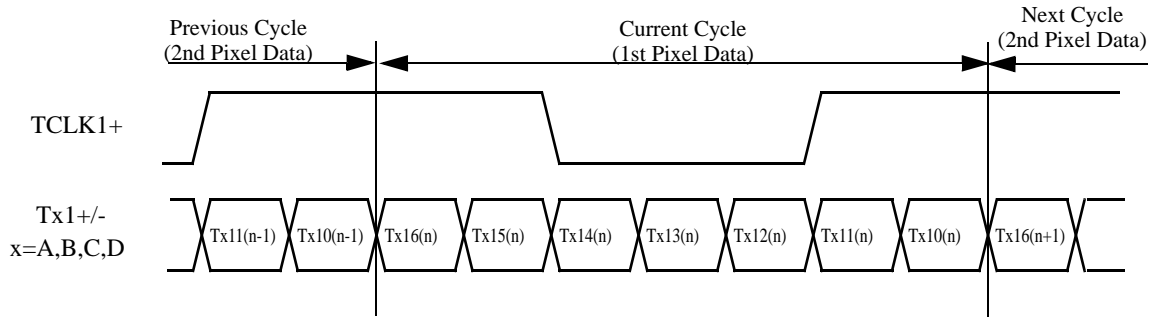 Previous Cycle
(2nd Pixel Data)
Current Cycle
(1st Pixel Data)
Next Cycle
(2nd Pixel Data)
TCLK1+
Tx1+/-
x=A,B,C,D
Tx11(n-1) Tx10(n-1) Tx16(n) Tx15(n) Tx14(n) Tx13(n) Tx12(n) Tx11(n) Tx10(n) Tx16(n+1)